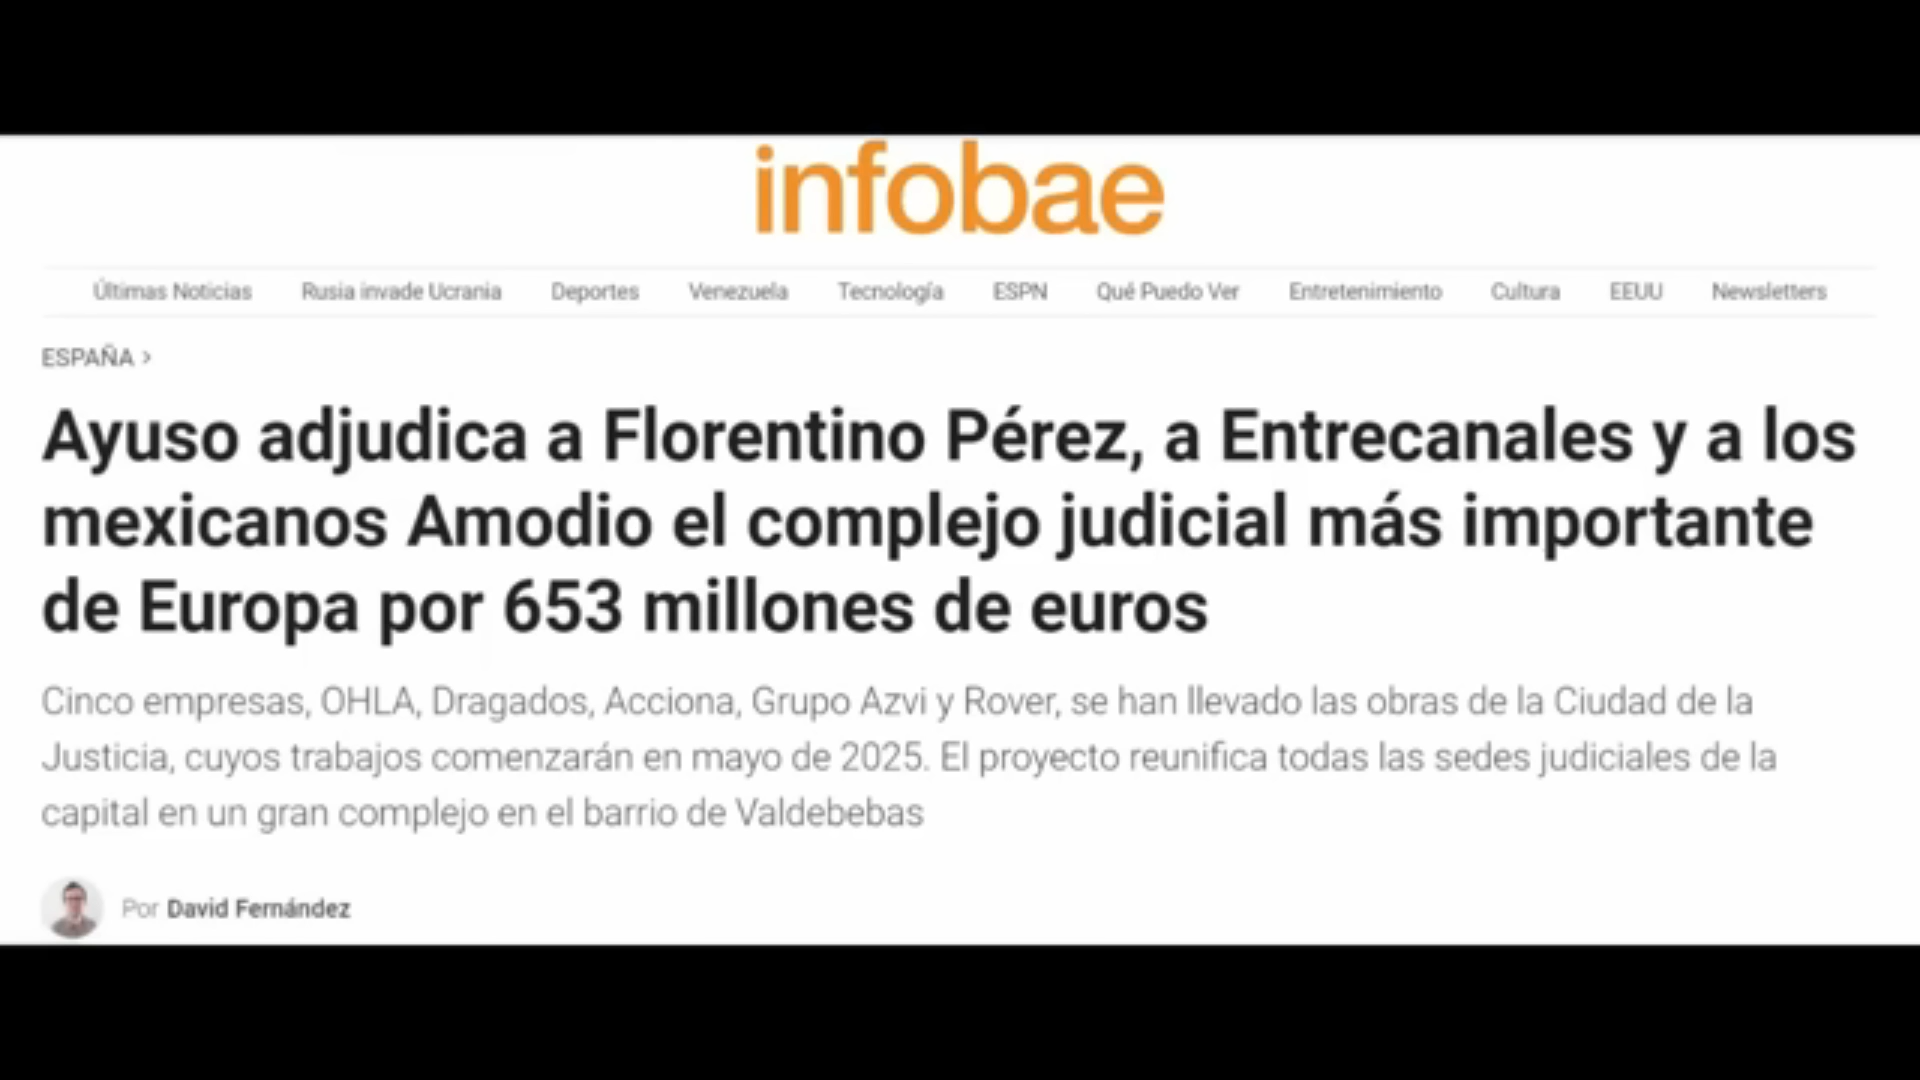 infobae
Últimas Noticias Rusia invade Ucrania Deportes Venezuela Tecnología ESPN Qué Puedo Ver Entretenimiento Cultura EEUU Newsletters
ESPAÑA >
Ayuso adjudica a Florentino Pérez, a Entrecanales y a los
mexicanos Amodio el complejo judicial más importante
de Europa por 653 millones de euros
Cinco empresas, OHLA, Dragados, Acciona, Grupo Azvi y Rover, se han llevado las obras de la Ciudad de la
Justicia, cuyos trabajos comenzarán en mayo de 2025. El proyecto reunifica todas las sedes judiciales de la
capital en un gran complejo en el barrio de Valdebebas
Por David Fernández